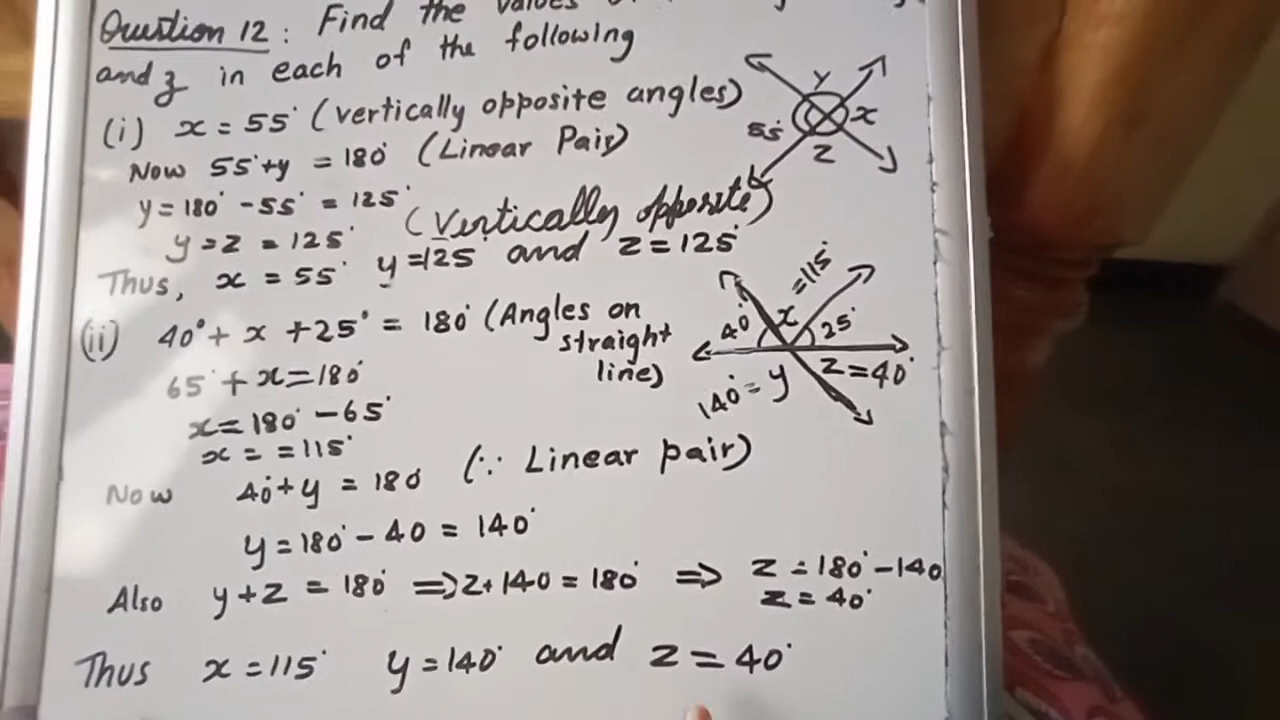 Question 12: Find the values of
and z in each of the following
(i) x = 55° (vertically opposite angles)
Now 55°+y = 180° (Linear Pair)
y = 180° - 55° = 125°
y = z = 125° (Vertically opposite)
Thus, x = 55° y = 125° and z = 125°
Y
x
55°
Z
(ii) 40° + x + 25° = 180° (Angles on
straight
line)
65° + x = 180°
x = 180° - 65°
x = = 115°
x = 115°
40°
25°
140° = y
z = 40°
Now 40° + y = 180 (∵ Linear pair)
y = 180° - 40 = 140°
Also y + z = 180° ⇒ z + 140 = 180° ⇒ z = 180° - 140
z = 40°
Thus x = 115° y = 140° and z = 40°